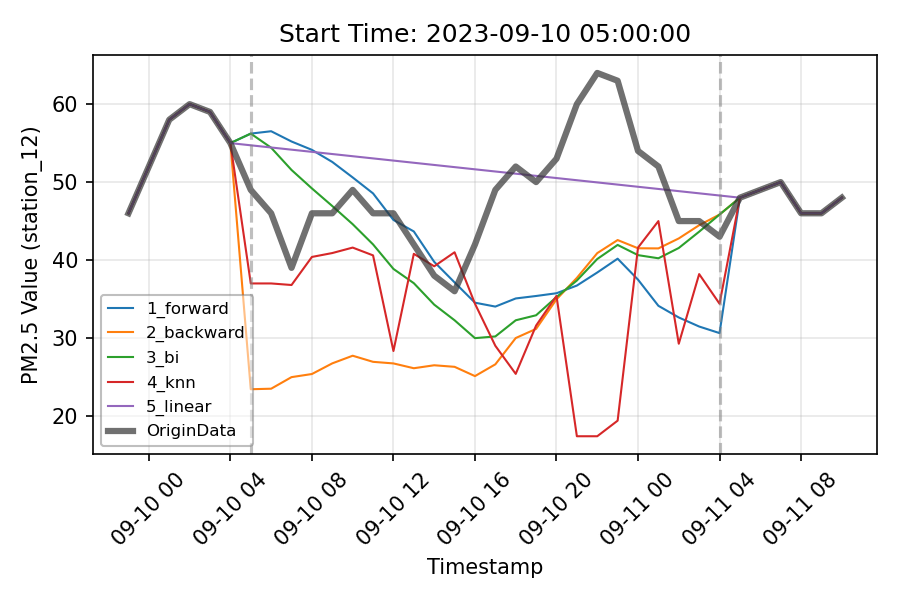 Start Time: 2023-09-10 05:00:00
PM2.5 Value (station_12)
60
50
40
30
20
1_forward
2_backward
3_bi
4_knn
5_linear
OriginData
09-10 00
09-10 04
09-10 08
09-10 12
09-10 16
09-10 20
09-11 00
09-11 04
09-11 08
Timestamp